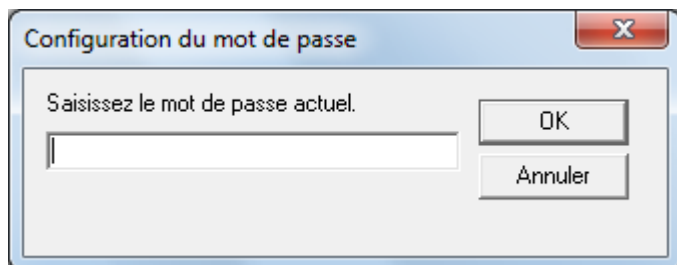 Configuration du mot de passe
Saisissez le mot de passe actuel.
OK
Annuler